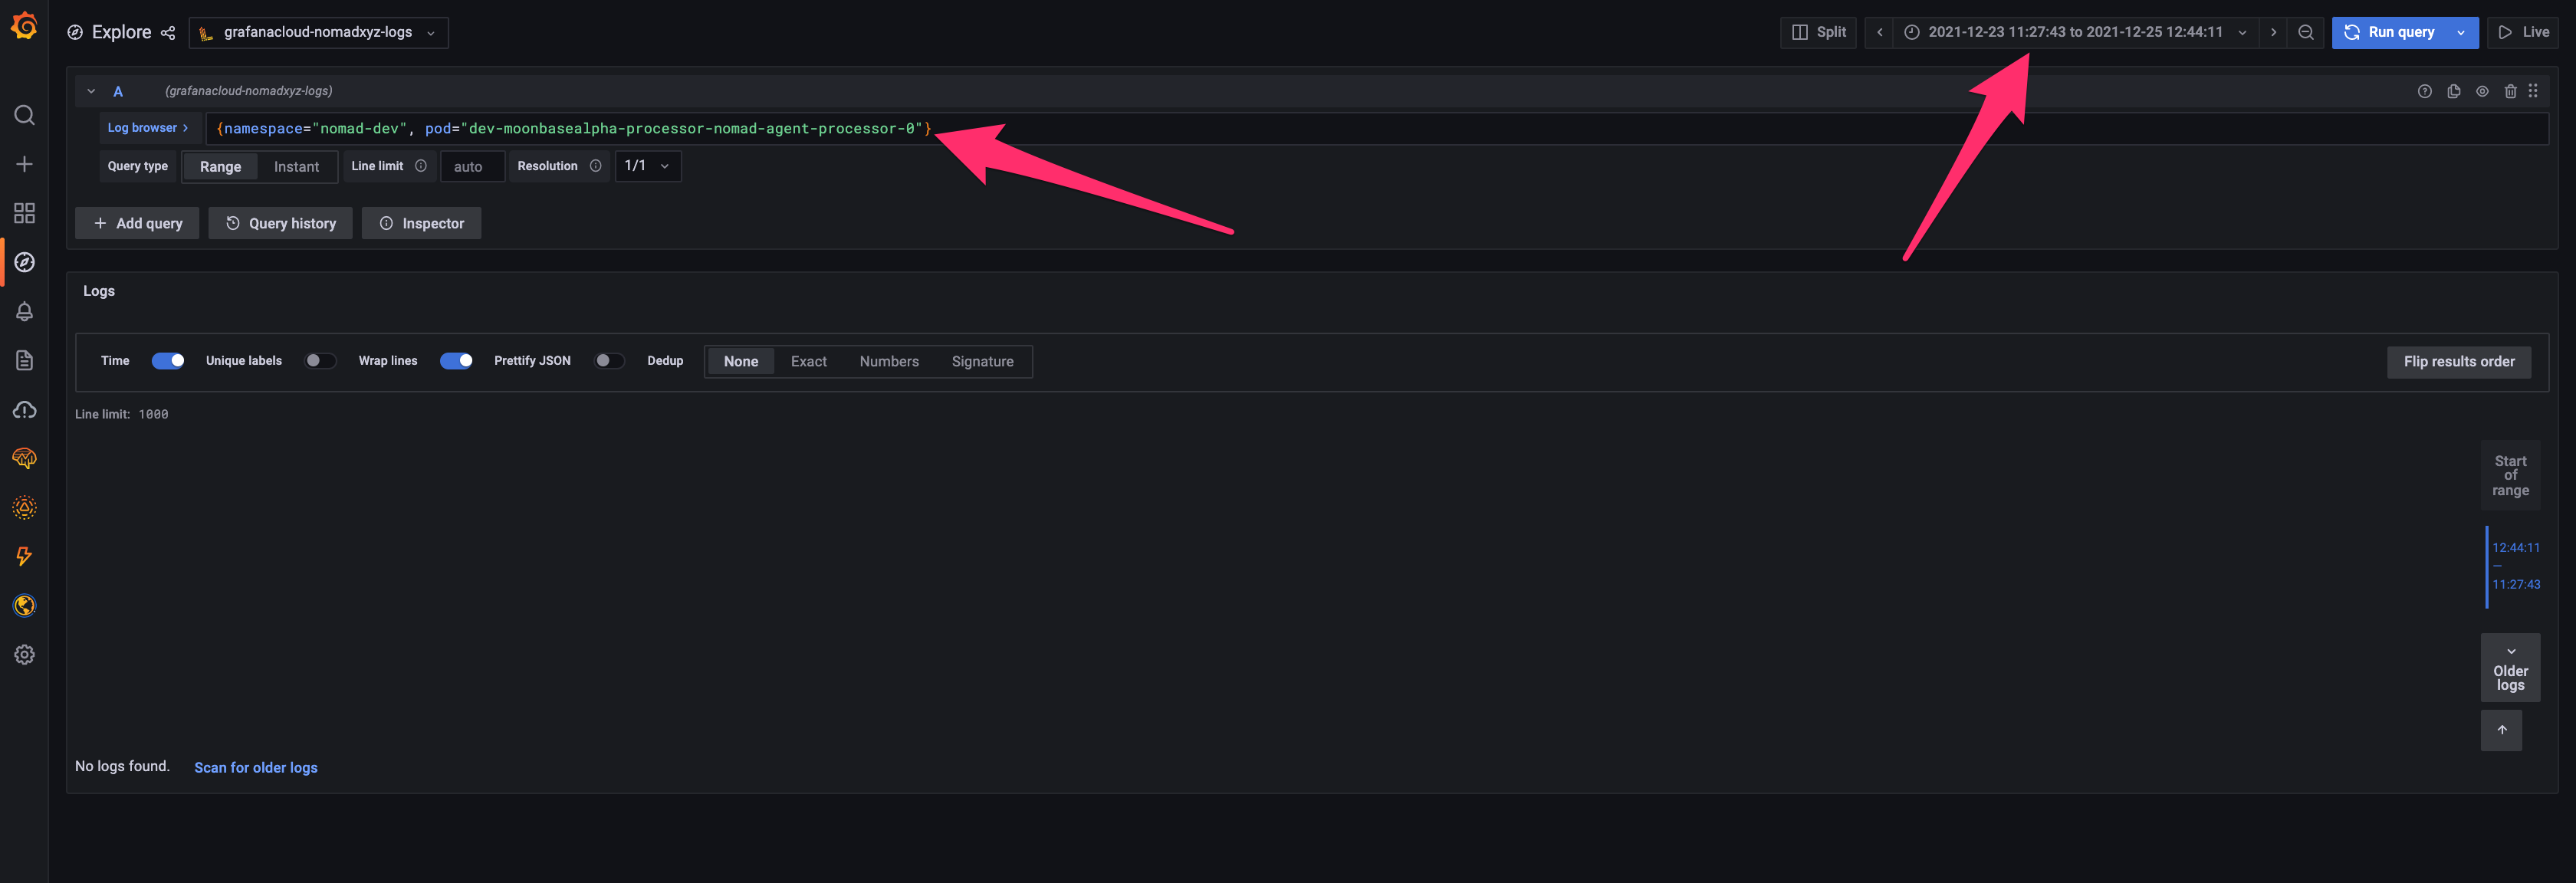 Explore grafanacloud-nomadxyz-logs Split 2021-12-23 11:27:43 to 2021-12-25 12:44:11 Run query Live
A (grafanacloud-nomadxyz-logs)
Log browser > {namespace="nomad-dev", pod="dev-moonbasealpha-processor-nomad-agent-processor-0"}
Query type Range Instant Line limit auto Resolution 1/1
+ Add query Query history Inspector
Logs
Time Unique labels Wrap lines Prettify JSON Dedup None Exact Numbers Signature Flip results order
Line limit: 1000
Start
of
range
12:44:11
—
11:27:43
Older
logs
No logs found. Scan for older logs